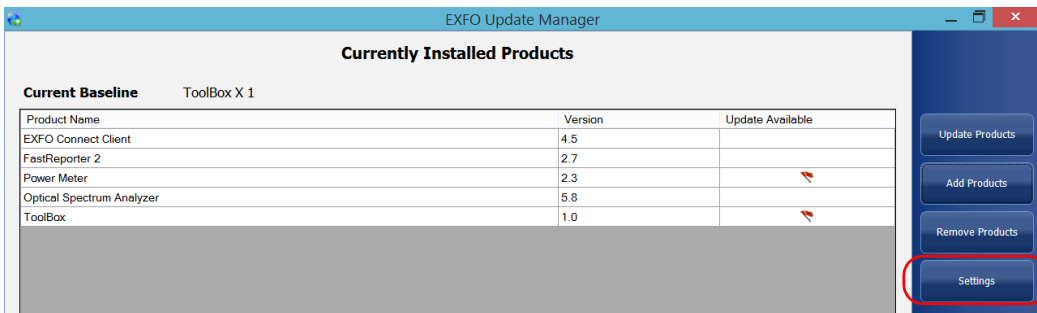 EXFO Update Manager
Currently Installed Products
Current Baseline ToolBox X 1
Product Name Version Update Available
EXFO Connect Client 4.5
FastReporter 2 2.7
Power Meter 2.3
Optical Spectrum Analyzer 5.8
ToolBox 1.0
Update Products
Add Products
Remove Products
Settings